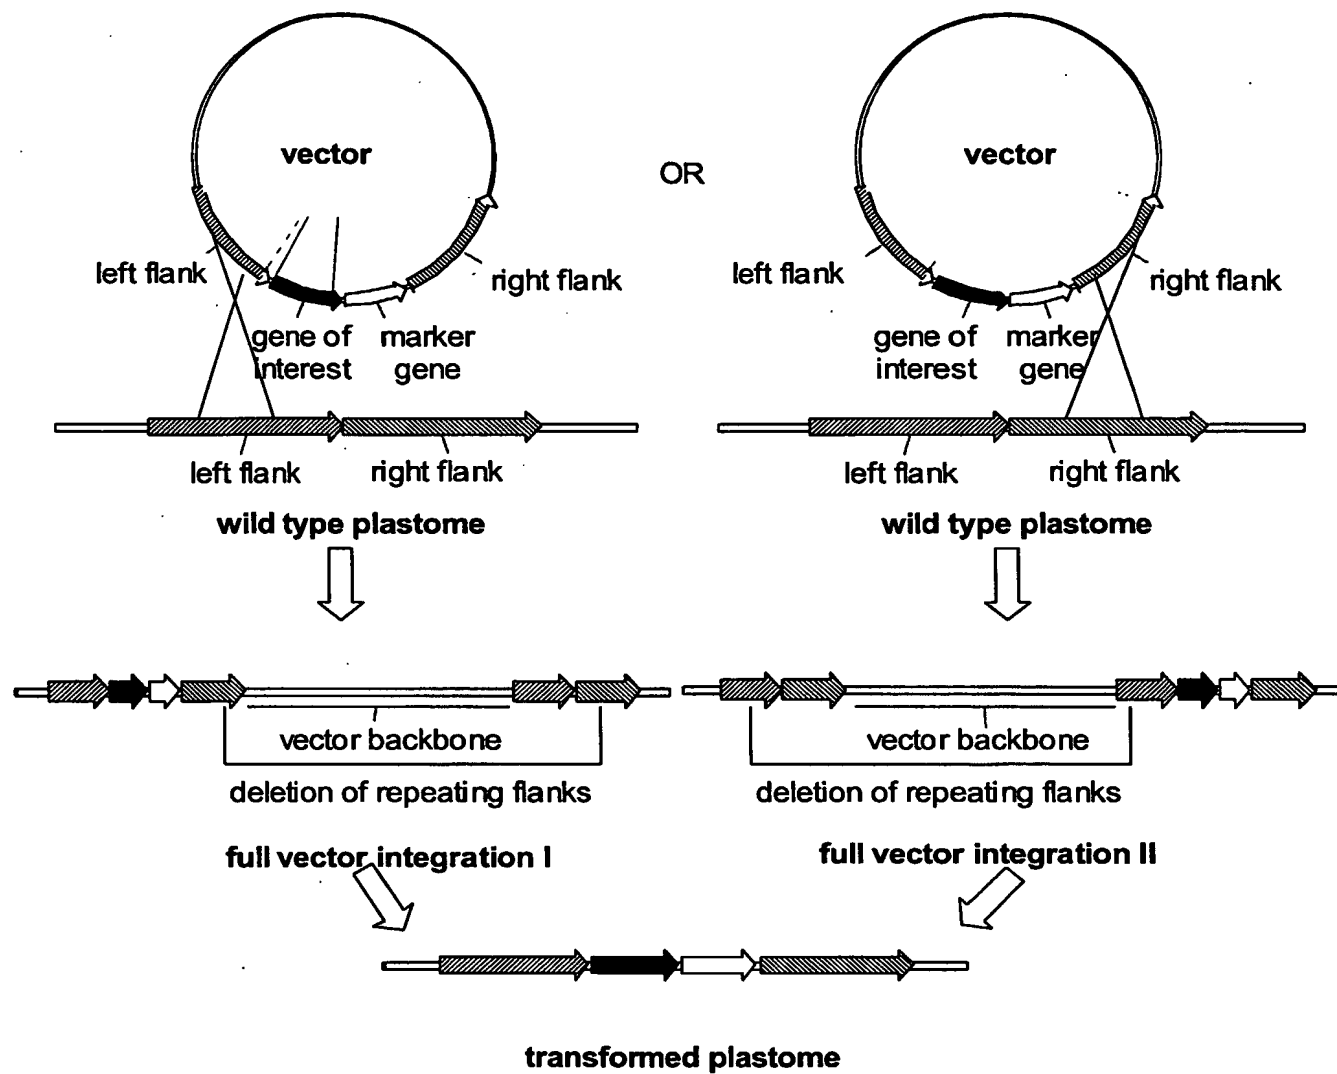 vector
OR
vector
left flank
right flank
gene of
interest
marker
gene
left flank
right flank
gene of
interest
marker
gene
left flank
right flank
left flank
right flank
wild type plastome
wild type plastome
vector backbone
vector backbone
deletion of repeating flanks
deletion of repeating flanks
full vector integration I
full vector integration II
transformed plastome